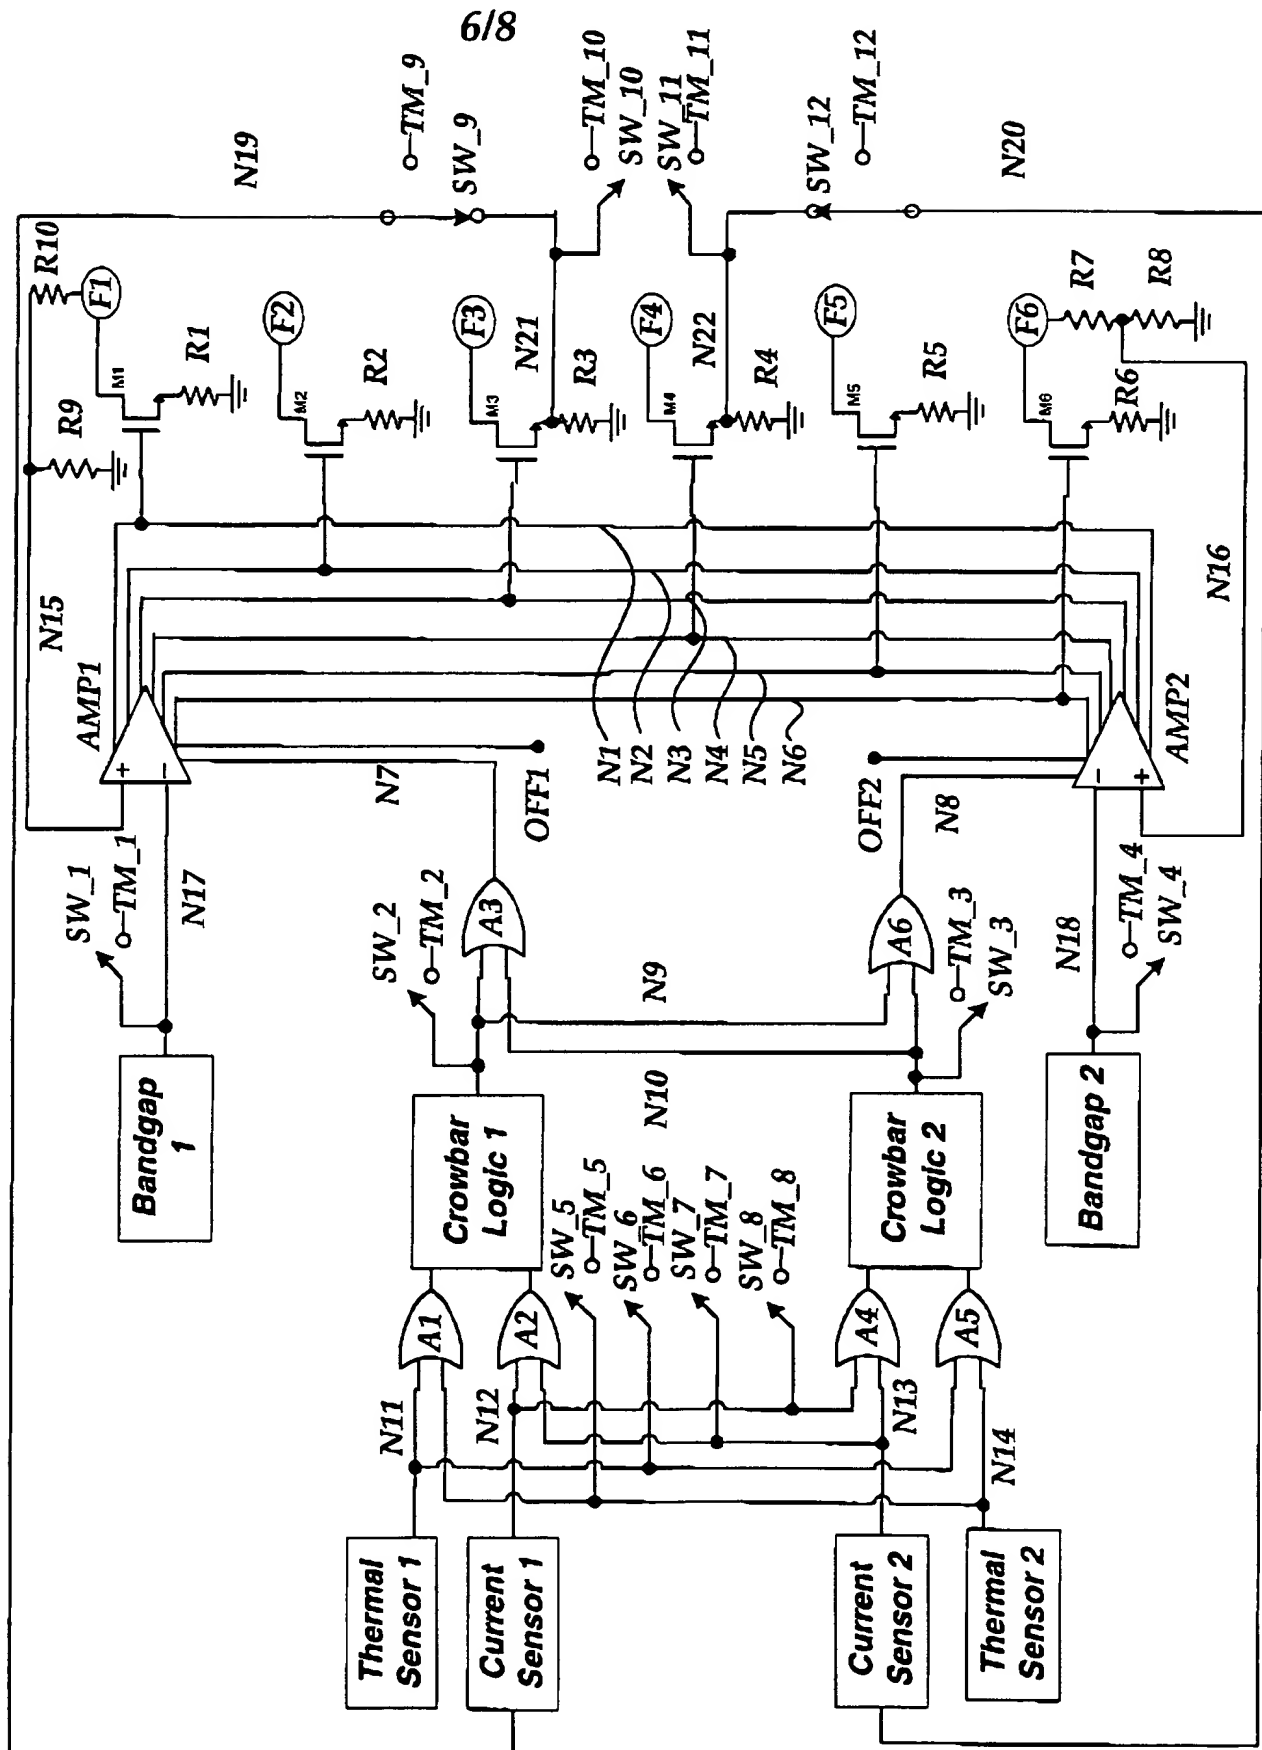 6/8
TM_9
SW_9
TM_10
SW_10
SW_11
TM_11
SW_12
TM_12
N19
N20
R10
F1
M1
R1
R9
F2
M2
R2
F3
M3
N21
R3
F4
M4
N22
R4
F5
M5
R5
F6
M6
R6
R7
R8
N15
AMP1
+
−
N16
AMP2
−
+
N1
N2
N3
N4
N5
N6
N7
OFF1
OFF2
N8
SW_1
TM_1
N17
SW_2
TM_2
A3
N9
A6
TM_3
SW_3
N18
TM_4
SW_4
Bandgap
1
Crowbar
Logic 1
N10
Crowbar
Logic 2
Bandgap 2
SW_5
TM_5
SW_6
TM_6
SW_7
TM_7
SW_8
TM_8
A1
A2
A4
A5
N11
N12
N13
N14
Thermal
Sensor 1
Current
Sensor 1
Current
Sensor 2
Thermal
Sensor 2